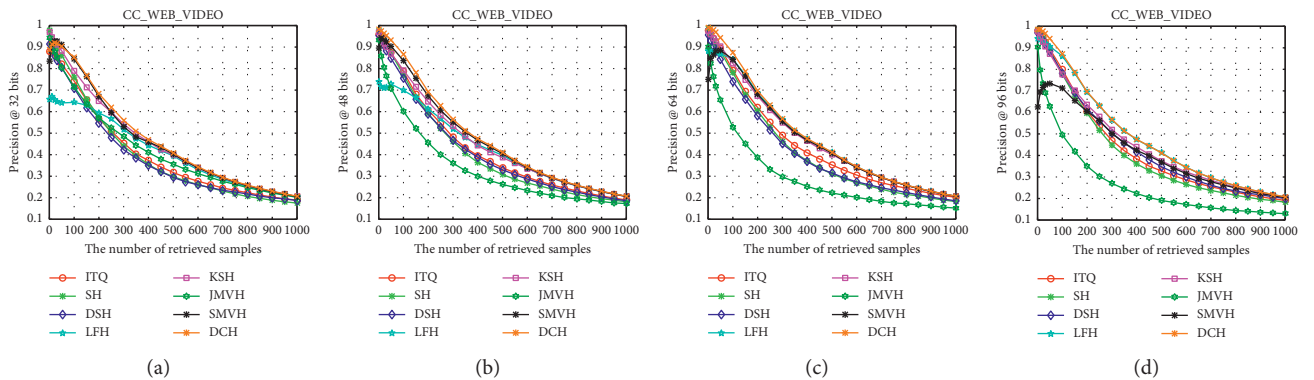 CC_WEB_VIDEO
Precision @ 32 bits
1
0.9
0.8
0.7
0.6
0.5
0.4
0.3
0.2
0.1
0 100 200 300 400 500 600 700 800 900 1000
The number of retrieved samples
ITQ KSH
SH JMVH
DSH SMVH
LFH DCH
(a)
CC_WEB_VIDEO
Precision @ 48 bits
1
0.9
0.8
0.7
0.6
0.5
0.4
0.3
0.2
0.1
0 100 200 300 400 500 600 700 800 900 1000
The number of retrieved samples
ITQ KSH
SH JMVH
DSH SMVH
LFH DCH
(b)
CC_WEB_VIDEO
Precision @ 64 bits
1
0.9
0.8
0.7
0.6
0.5
0.4
0.3
0.2
0.1
0 100 200 300 400 500 600 700 800 900 1000
The number of retrieved samples
ITQ KSH
SH JMVH
DSH SMVH
LFH DCH
(c)
CC_WEB_VIDEO
Precision @ 96 bits
1
0.9
0.8
0.7
0.6
0.5
0.4
0.3
0.2
0.1
0 100 200 300 400 500 600 700 800 900 1000
The number of retrieved samples
ITQ KSH
SH JMVH
DSH SMVH
LFH DCH
(d)